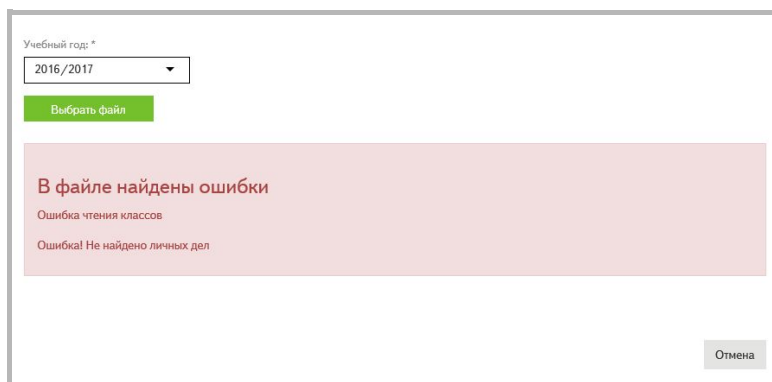 Учебный год: *
2016/2017
Выбрать файл
В файле найдены ошибки
Ошибка чтения классов
Ошибка! Не найдено личных дел
Отмена